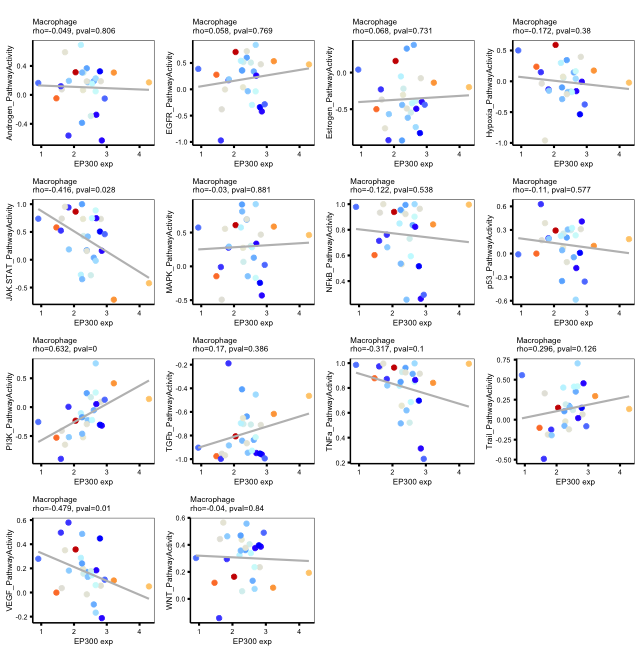 Macrophage
rho=-0.049, pval=0.806
Androgen_PathwayActivity
0.4
0.0
-0.4
1 2 3 4
EP300 exp
Macrophage
rho=0.058, pval=0.769
EGFR_PathwayActivity
0.5
0.0
-0.5
-1.0
1 2 3 4
EP300 exp
Macrophage
rho=0.068, pval=0.731
Estrogen_PathwayActivity
0.0
-0.5
1 2 3 4
EP300 exp
Macrophage
rho=-0.172, pval=0.38
Hypoxia_PathwayActivity
0.5
0.0
-0.5
-1.0
1 2 3 4
EP300 exp
Macrophage
rho=-0.416, pval=0.028
JAK.STAT_PathwayActivity
1.0
0.5
0.0
-0.5
1 2 3 4
EP300 exp
Macrophage
rho=-0.03, pval=0.881
MAPK_PathwayActivity
1.0
0.5
0.0
-0.5
1 2 3 4
EP300 exp
Macrophage
rho=-0.122, pval=0.538
NFkB_PathwayActivity
1.0
0.8
0.6
0.4
1 2 3 4
EP300 exp
Macrophage
rho=-0.11, pval=0.577
p53_PathwayActivity
0.6
0.3
0.0
-0.3
-0.6
1 2 3 4
EP300 exp
Macrophage
rho=0.632, pval=0
PI3K_PathwayActivity
0.5
0.0
-0.5
1 2 3 4
EP300 exp
Macrophage
rho=0.17, pval=0.386
TGFb_PathwayActivity
-0.2
-0.4
-0.6
-0.8
-1.0
1 2 3 4
EP300 exp
Macrophage
rho=-0.317, pval=0.1
TNFa_PathwayActivity
1.0
0.8
0.6
0.4
0.2
1 2 3 4
EP300 exp
Macrophage
rho=0.296, pval=0.126
Trail_PathwayActivity
0.75
0.50
0.25
0.00
-0.25
-0.50
1 2 3 4
EP300 exp
Macrophage
rho=-0.479, pval=0.01
VEGF_PathwayActivity
0.6
0.4
0.2
0.0
-0.2
1 2 3 4
EP300 exp
Macrophage
rho=-0.04, pval=0.84
WNT_PathwayActivity
0.6
0.4
0.2
0.0
1 2 3 4
EP300 exp